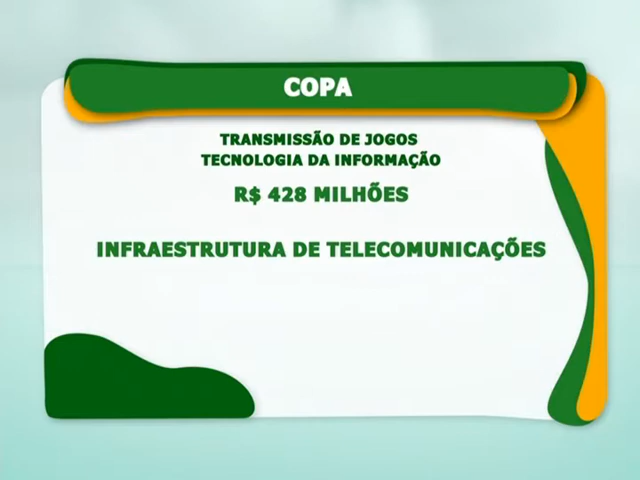 COPA
TRANSMISSÃO DE JOGOS
TECNOLOGIA DA INFORMAÇÃO
R$ 428 MILHÕES
INFRAESTRUTURA DE TELECOMUNICAÇÕES